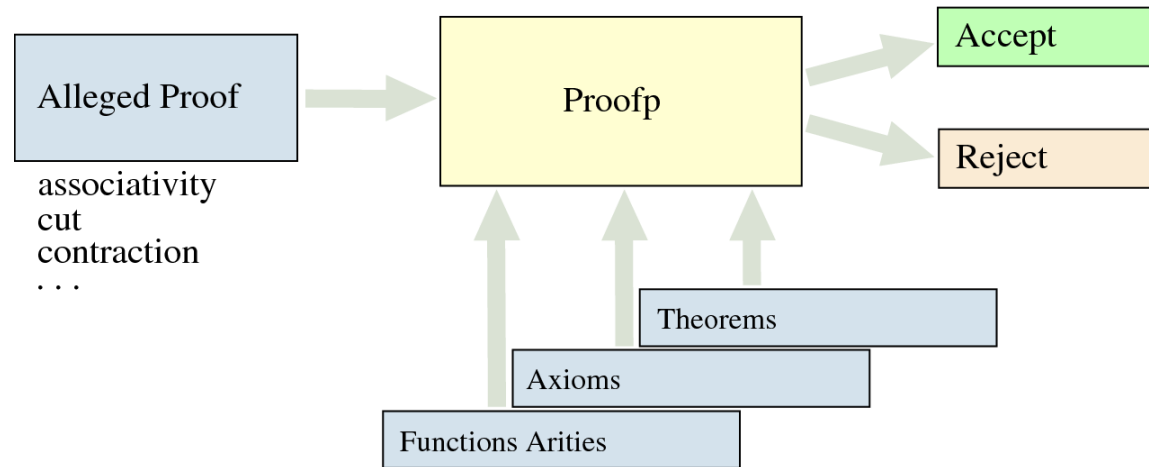 Alleged Proof
associativity
cut
contraction
. . .
Proofp
Accept
Reject
Theorems
Axioms
Functions Arities